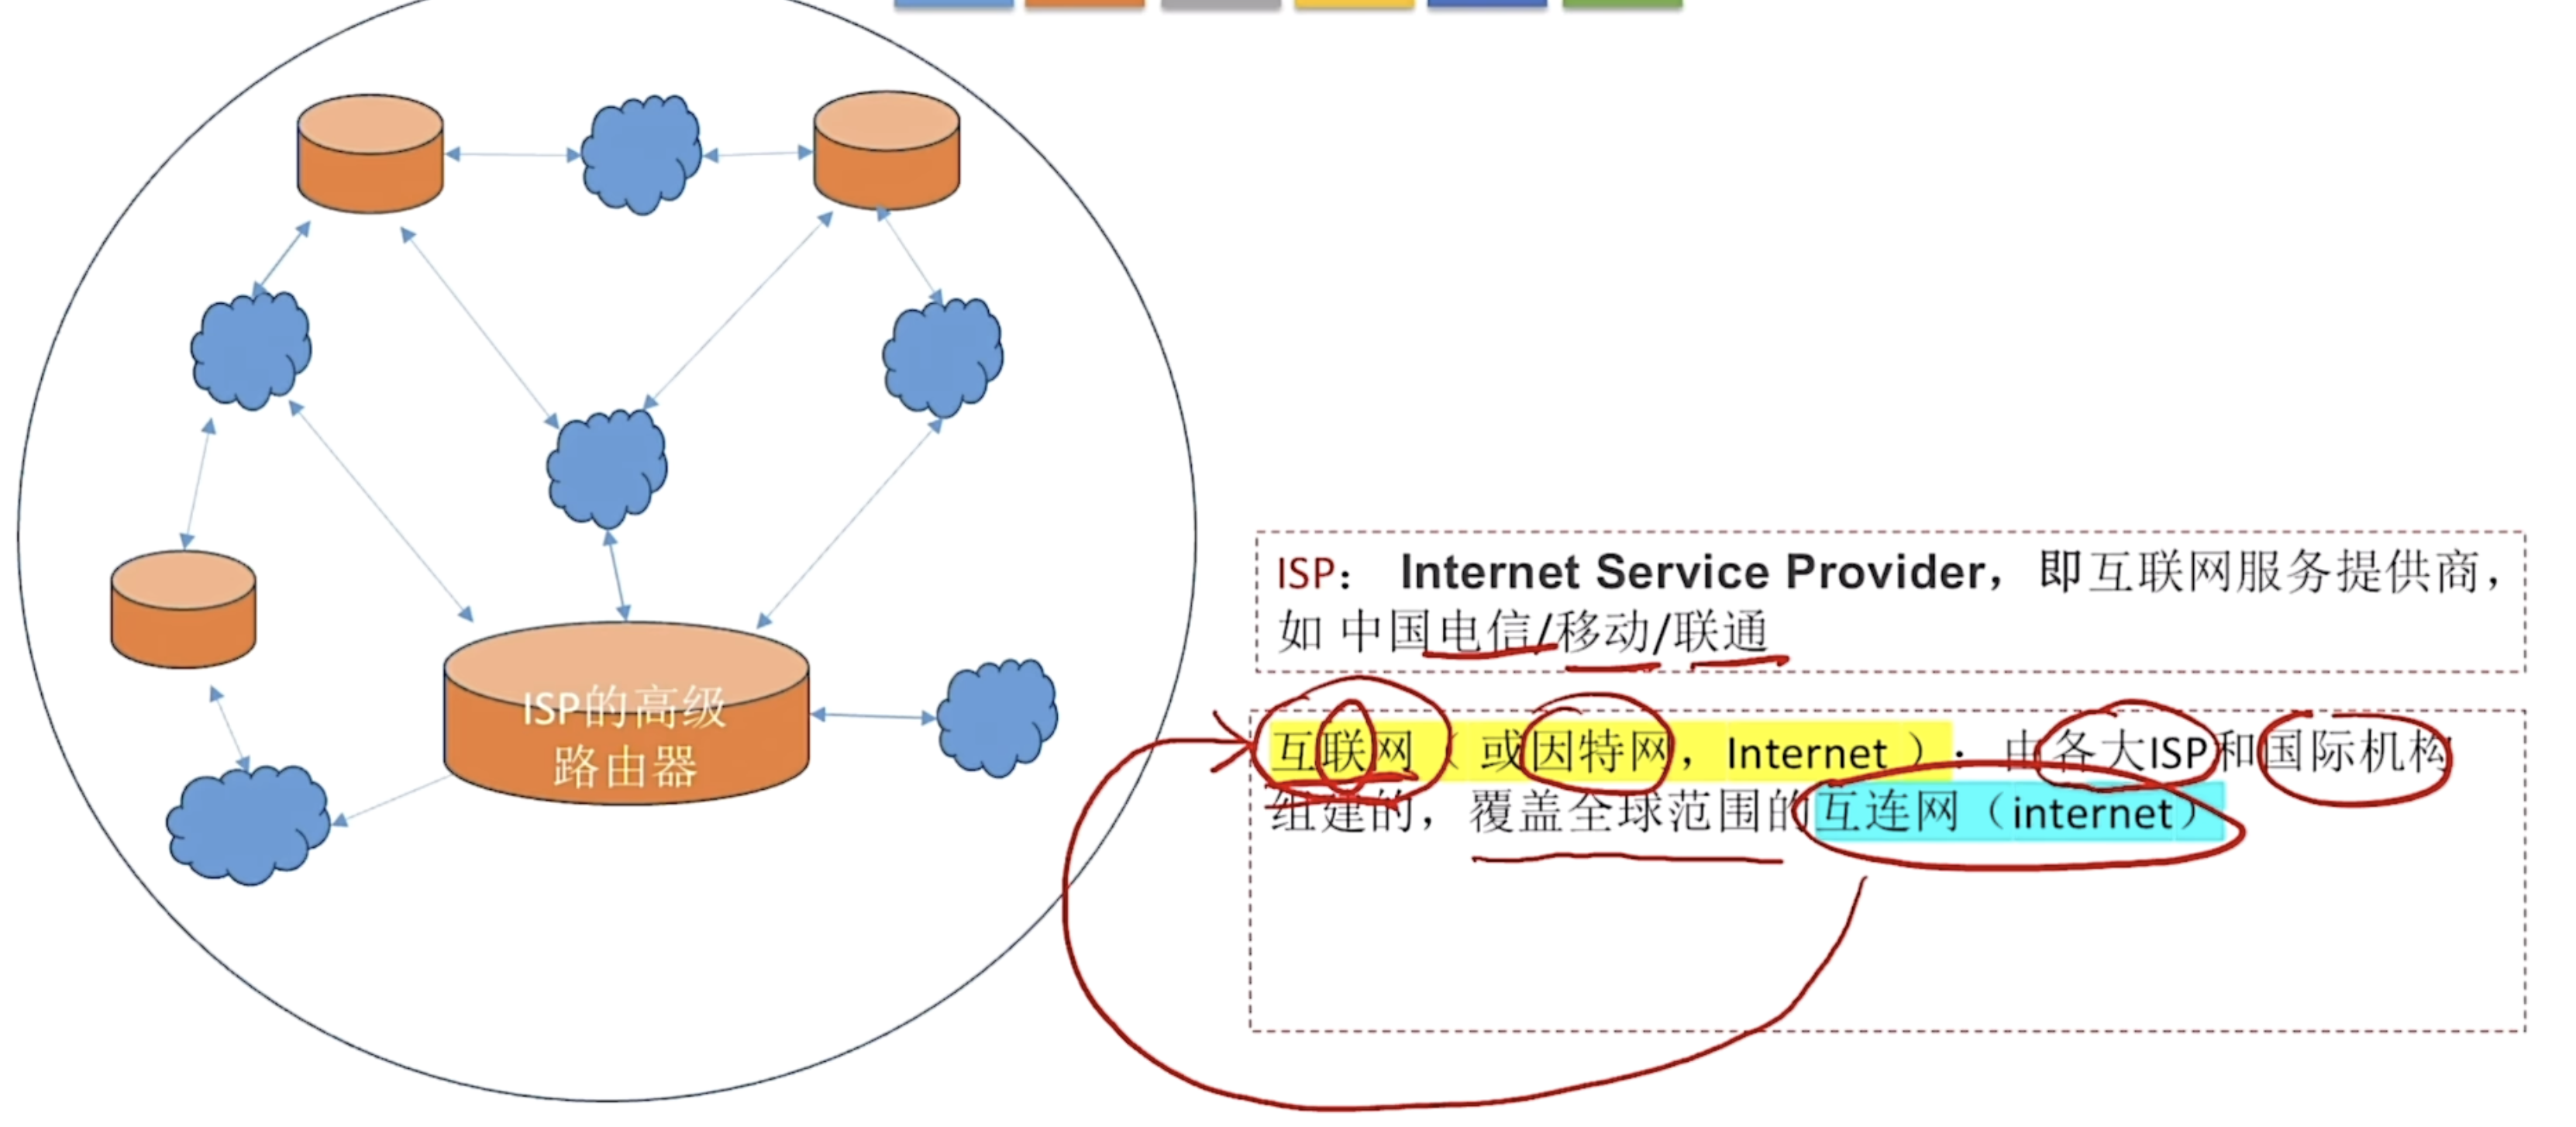 ISP的高级
路由器
ISP： Internet Service Provider，即互联网服务提供商，
如 中国电信/移动/联通
互联网（ 或因特网，Internet ）：由各大ISP和国际机构
组建的，覆盖全球范围的互连网（internet）